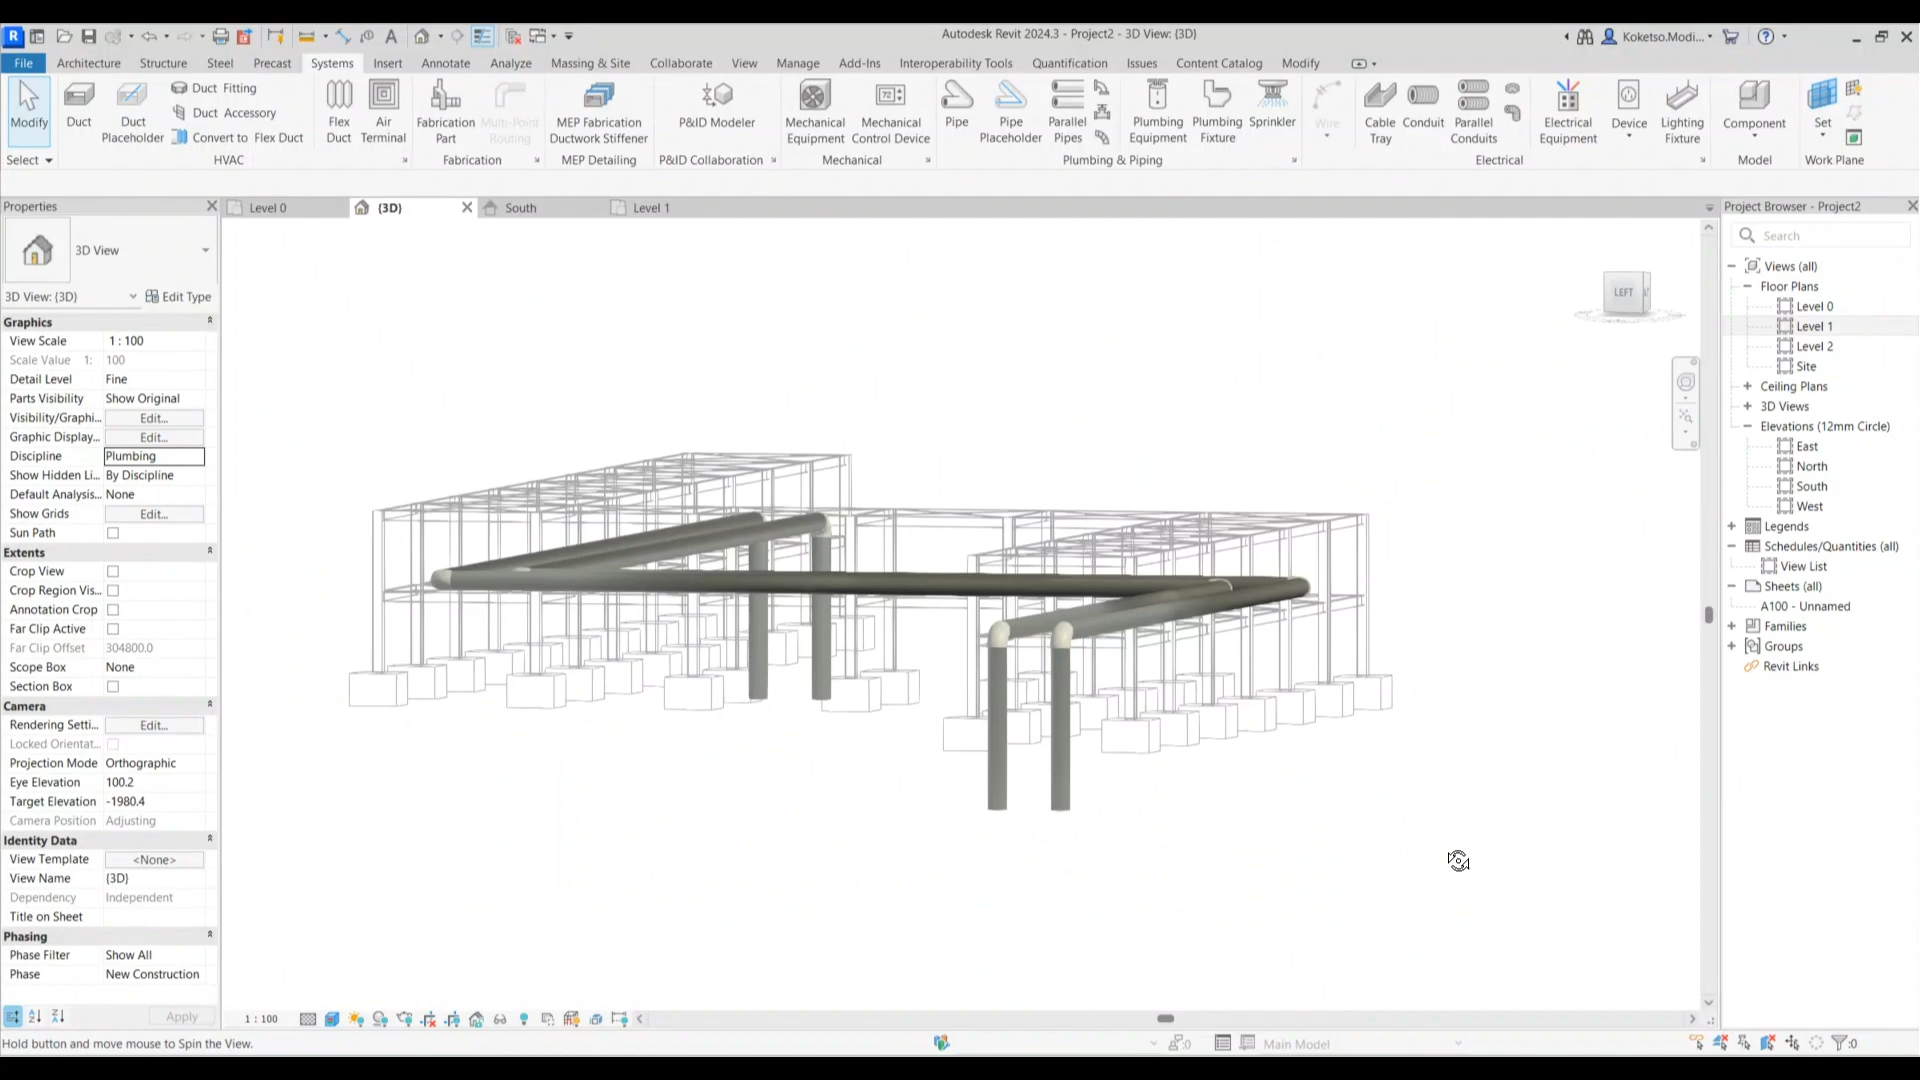 R
Autodesk Revit 2024.3 - Project2 - 3D View: {3D}
Koketso.Modi...
File Architecture Structure Steel Precast Systems Insert Annotate Analyze Massing & Site Collaborate View Manage Add-Ins Interoperability Tools Quantification Issues Content Catalog Modify
Modify
Duct
Duct Placeholder
Duct Fitting
Duct Accessory
Convert to Flex Duct
Flex Duct
Air Terminal
Fabrication Part
Multi-Point Routing
MEP Fabrication Ductwork Stiffener
P&ID Modeler
Mechanical Equipment
Mechanical Control Device
Pipe
Pipe Placeholder
Parallel Pipes
Plumbing Equipment
Plumbing Fixture
Sprinkler
Wire
Cable Tray
Conduit
Parallel Conduits
Electrical Equipment
Device
Lighting Fixture
Component
Set
Select HVAC Fabrication MEP Detailing P&ID Collaboration Mechanical Plumbing & Piping Electrical Model Work Plane
Properties
Level 0 {3D} South Level 1
Project Browser - Project2
3D View
3D View: {3D} Edit Type
Graphics
View Scale 1 : 100
Scale Value 1: 100
Detail Level Fine
Parts Visibility Show Original
Visibility/Graphi... Edit...
Graphic Display... Edit...
Discipline Plumbing
Show Hidden Li... By Discipline
Default Analysis... None
Show Grids Edit...
Sun Path
Extents
Crop View
Crop Region Vis...
Annotation Crop
Far Clip Active
Far Clip Offset 304800.0
Scope Box None
Section Box
Camera
Rendering Setti... Edit...
Locked Orientat...
Projection Mode Orthographic
Eye Elevation 100.2
Target Elevation -1980.4
Camera Position Adjusting
Identity Data
View Template <None>
View Name {3D}
Dependency Independent
Title on Sheet
Phasing
Phase Filter Show All
Phase New Construction
Apply
LEFT
Search
Views (all)
Floor Plans
Level 0
Level 1
Level 2
Site
Ceiling Plans
3D Views
Elevations (12mm Circle)
East
North
South
West
Legends
Schedules/Quantities (all)
View List
Sheets (all)
A100 - Unnamed
Families
Groups
Revit Links
1 : 100
Hold button and move mouse to Spin the View.
:0
Main Model
:0